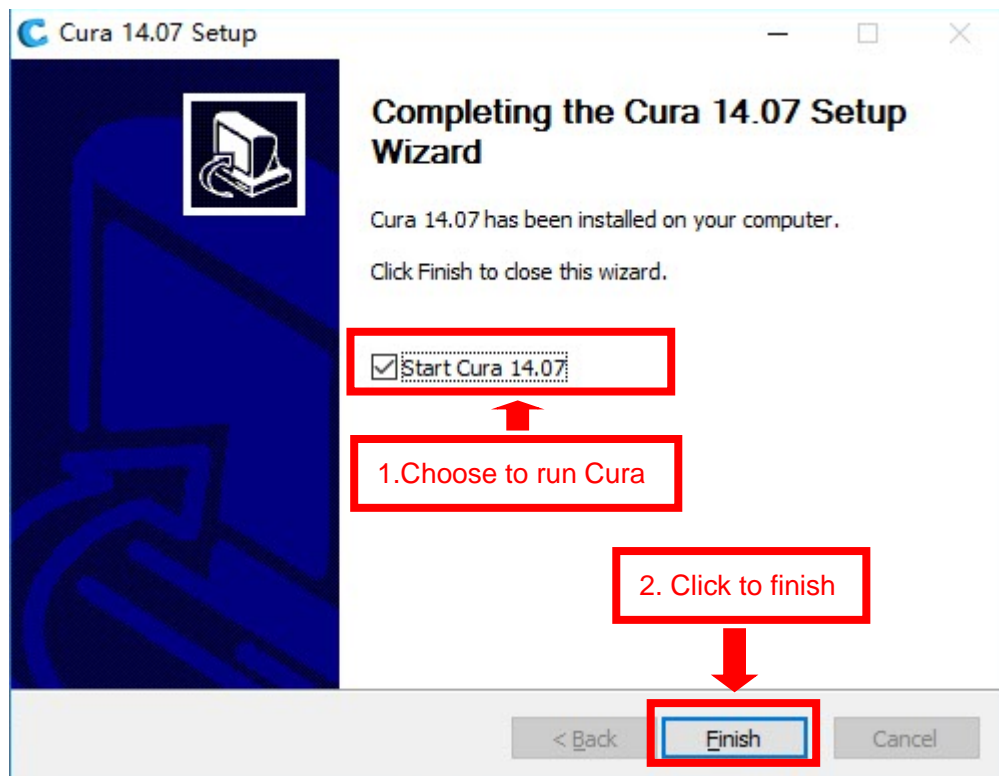 Cura 14.07 Setup
Completing the Cura 14.07 Setup
Wizard
Cura 14.07 has been installed on your computer.
Click Finish to close this wizard.
Start Cura 14.07
1.Choose to run Cura
2. Click to finish
< Back
Finish
Cancel